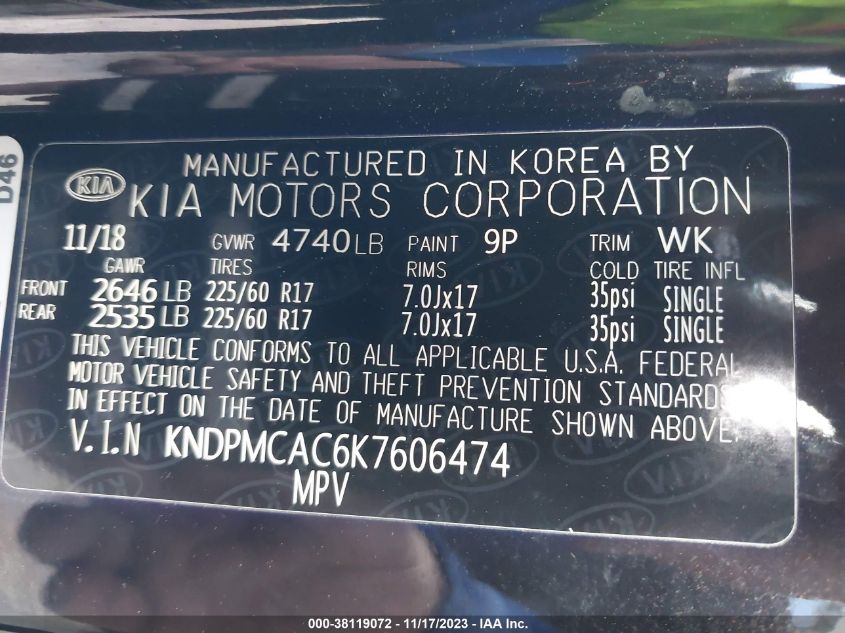 D46
MANUFACTURED IN KOREA BY
KIA KIA MOTORS CORPORATION
11/18 GVWR 4740LB PAINT 9P TRIM WK
GAWR TIRES RIMS COLD TIRE INFL
FRONT 2646LB 225/60 R17 7.0Jx17 35psi SINGLE
REAR 2535LB 225/60 R17 7.0Jx17 35psi SINGLE
THIS VEHICLE CONFORMS TO ALL APPLICABLE U.S.A. FEDERAL
MOTOR VEHICLE SAFETY AND THEFT PREVENTION STANDARDS
IN EFFECT ON THE DATE OF MANUFACTURE SHOWN ABOVE.
V.I.N KNDPMCAC6K7606474
MPV
000-38119072 - 11/17/2023 - IAA Inc.